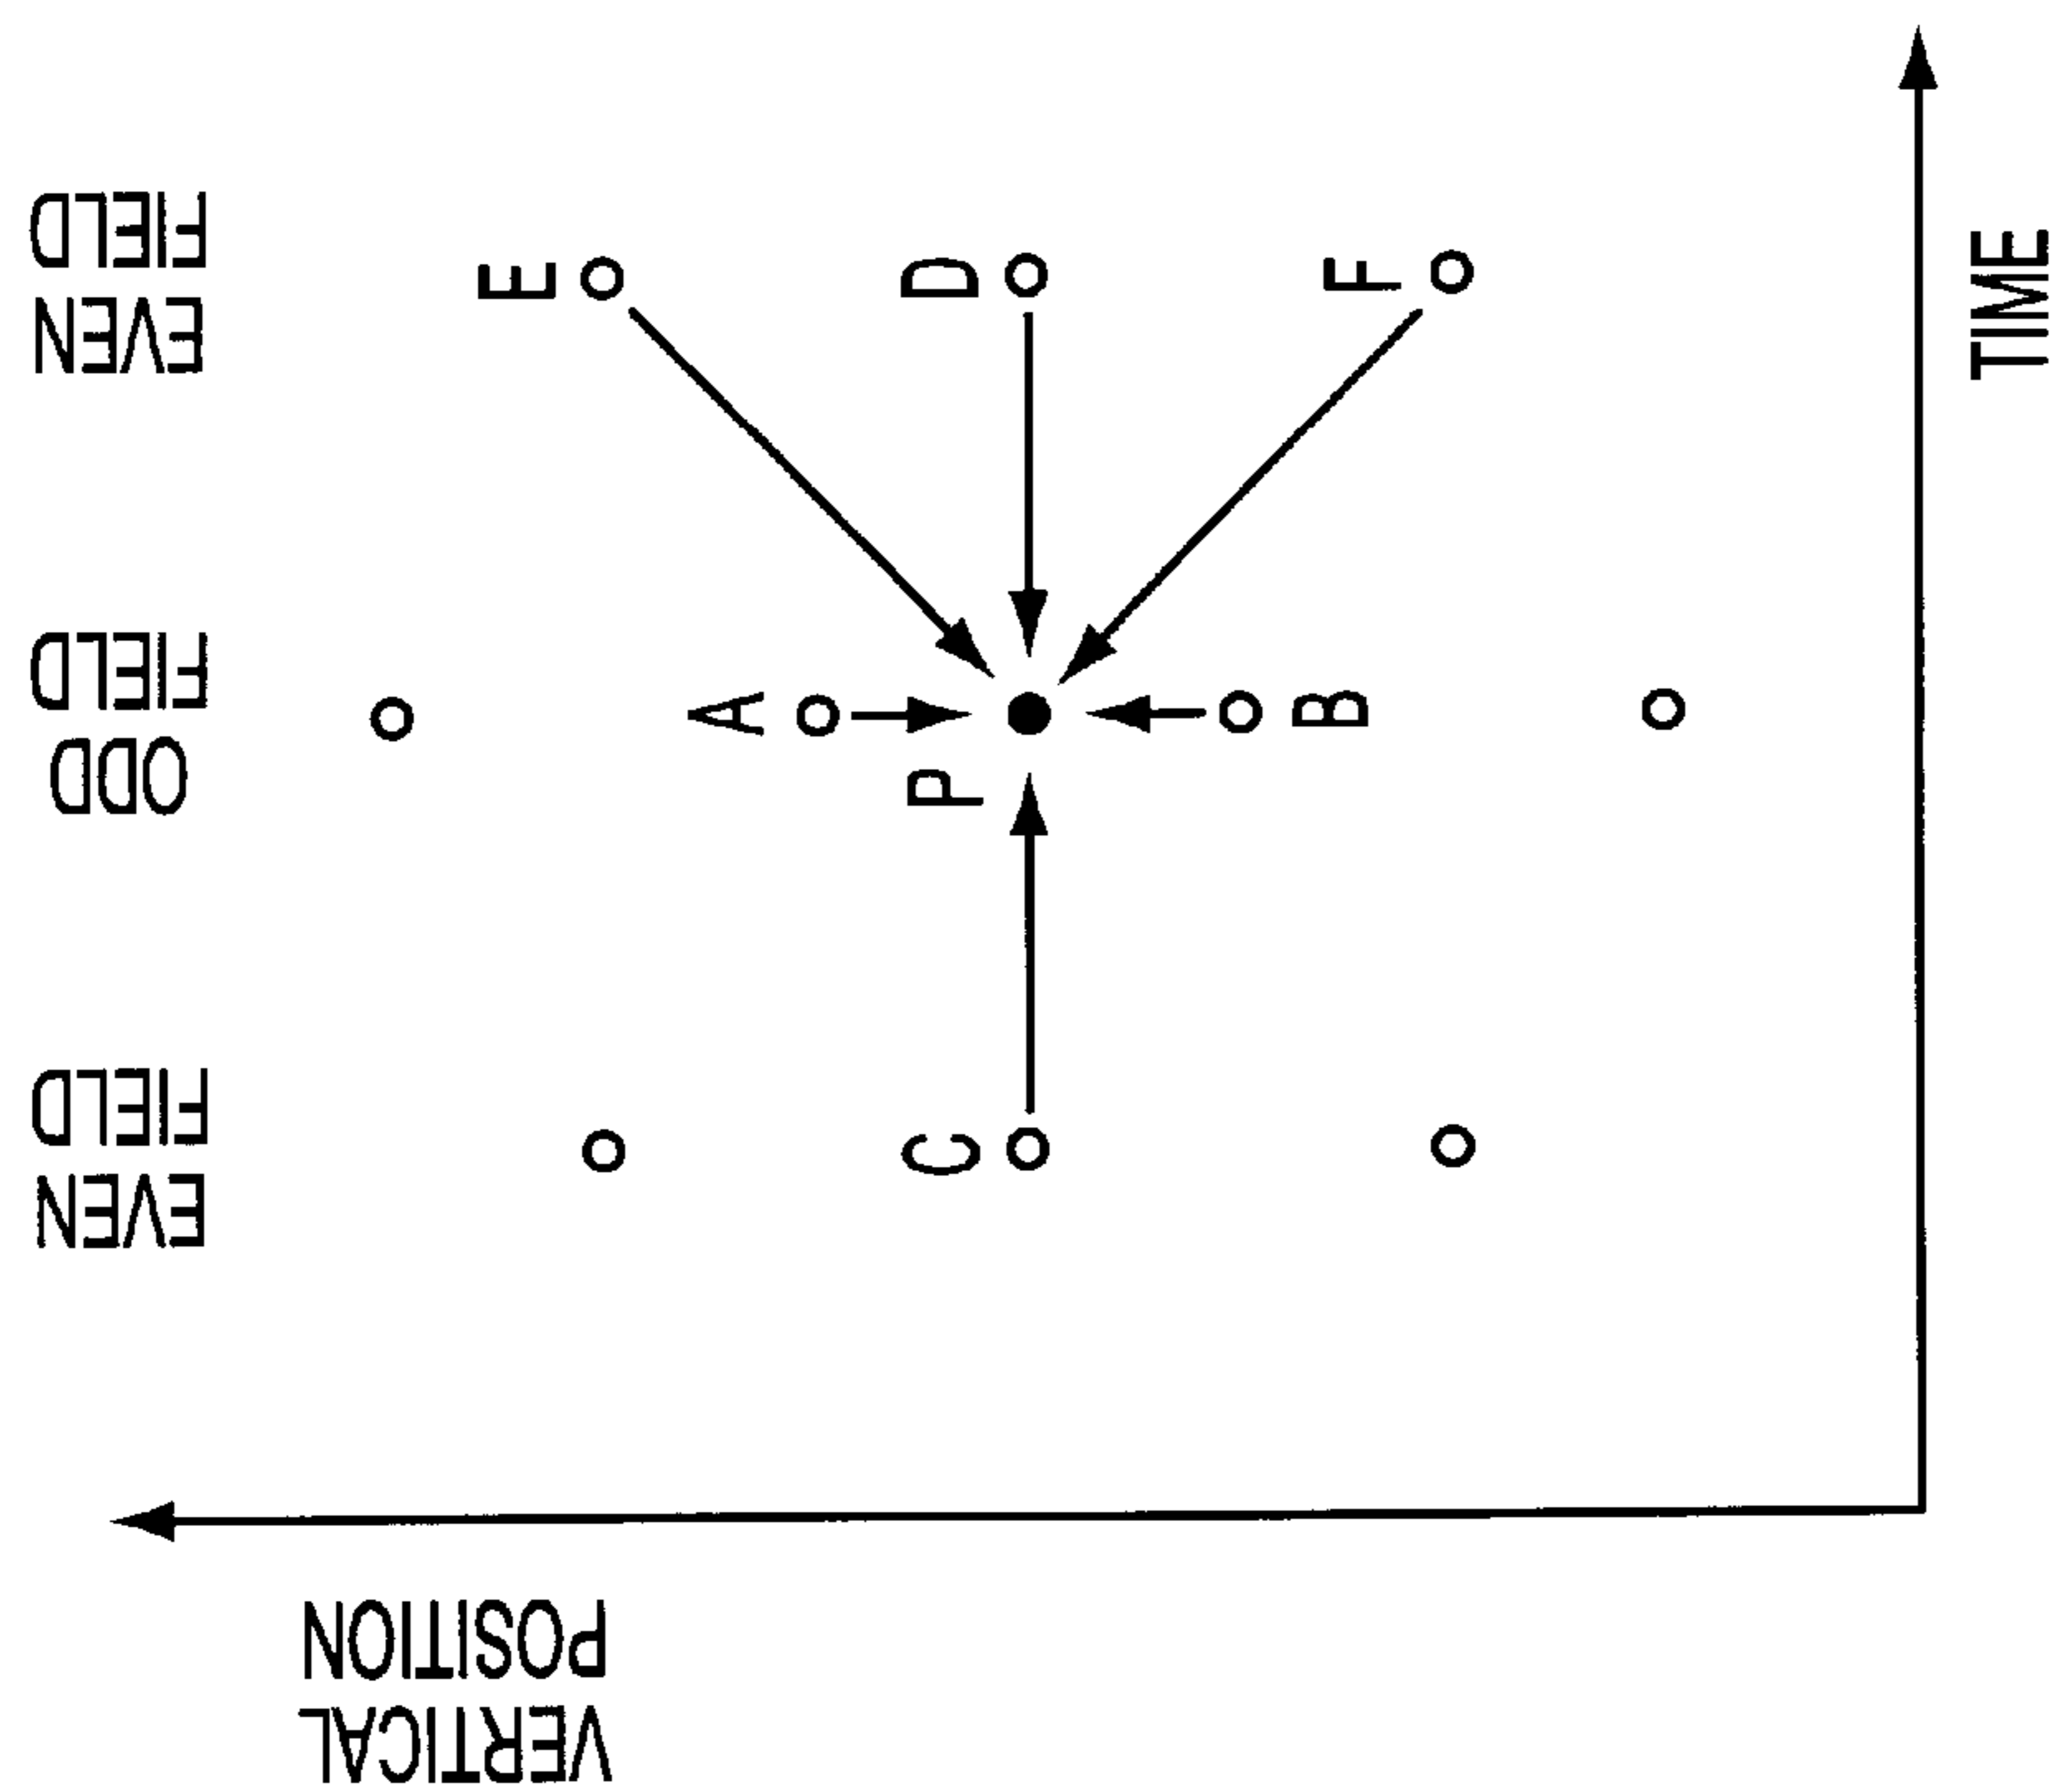 VERTICAL
POSITION
EVEN
FIELD
ODD
FIELD
EVEN
FIELD
E
A
C
P
D
B
F
TIME